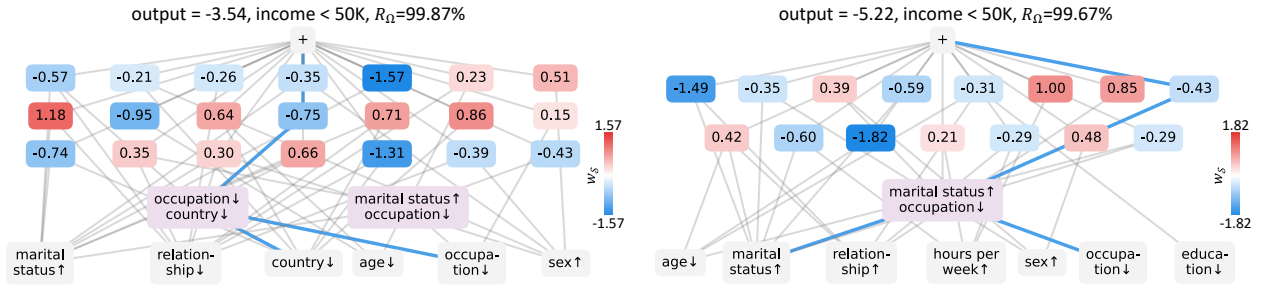 output = -3.54, income < 50K, R_Ω=99.87%
+
-0.57 -0.21 -0.26 -0.35 -1.57 0.23 0.51
1.18 -0.95 0.64 -0.75 0.71 0.86 0.15
-0.74 0.35 0.30 0.66 -1.31 -0.39 -0.43
occupation↓
country↓
marital status↑
occupation↓
marital
status↑
relation-
ship↓
country↓
age↓
occupa-
tion↓
sex↑
1.57
w_s
-1.57
output = -5.22, income < 50K, R_Ω=99.67%
+
-1.49 -0.35 0.39 -0.59 -0.31 1.00 0.85 -0.43
0.42 -0.60 -1.82 0.21 -0.29 0.48 -0.29
marital status↑
occupation↓
age↓
marital
status↑
relation-
ship↑
hours per
week↑
sex↑
occupa-
tion↓
educa-
tion↓
1.82
w_s
-1.82